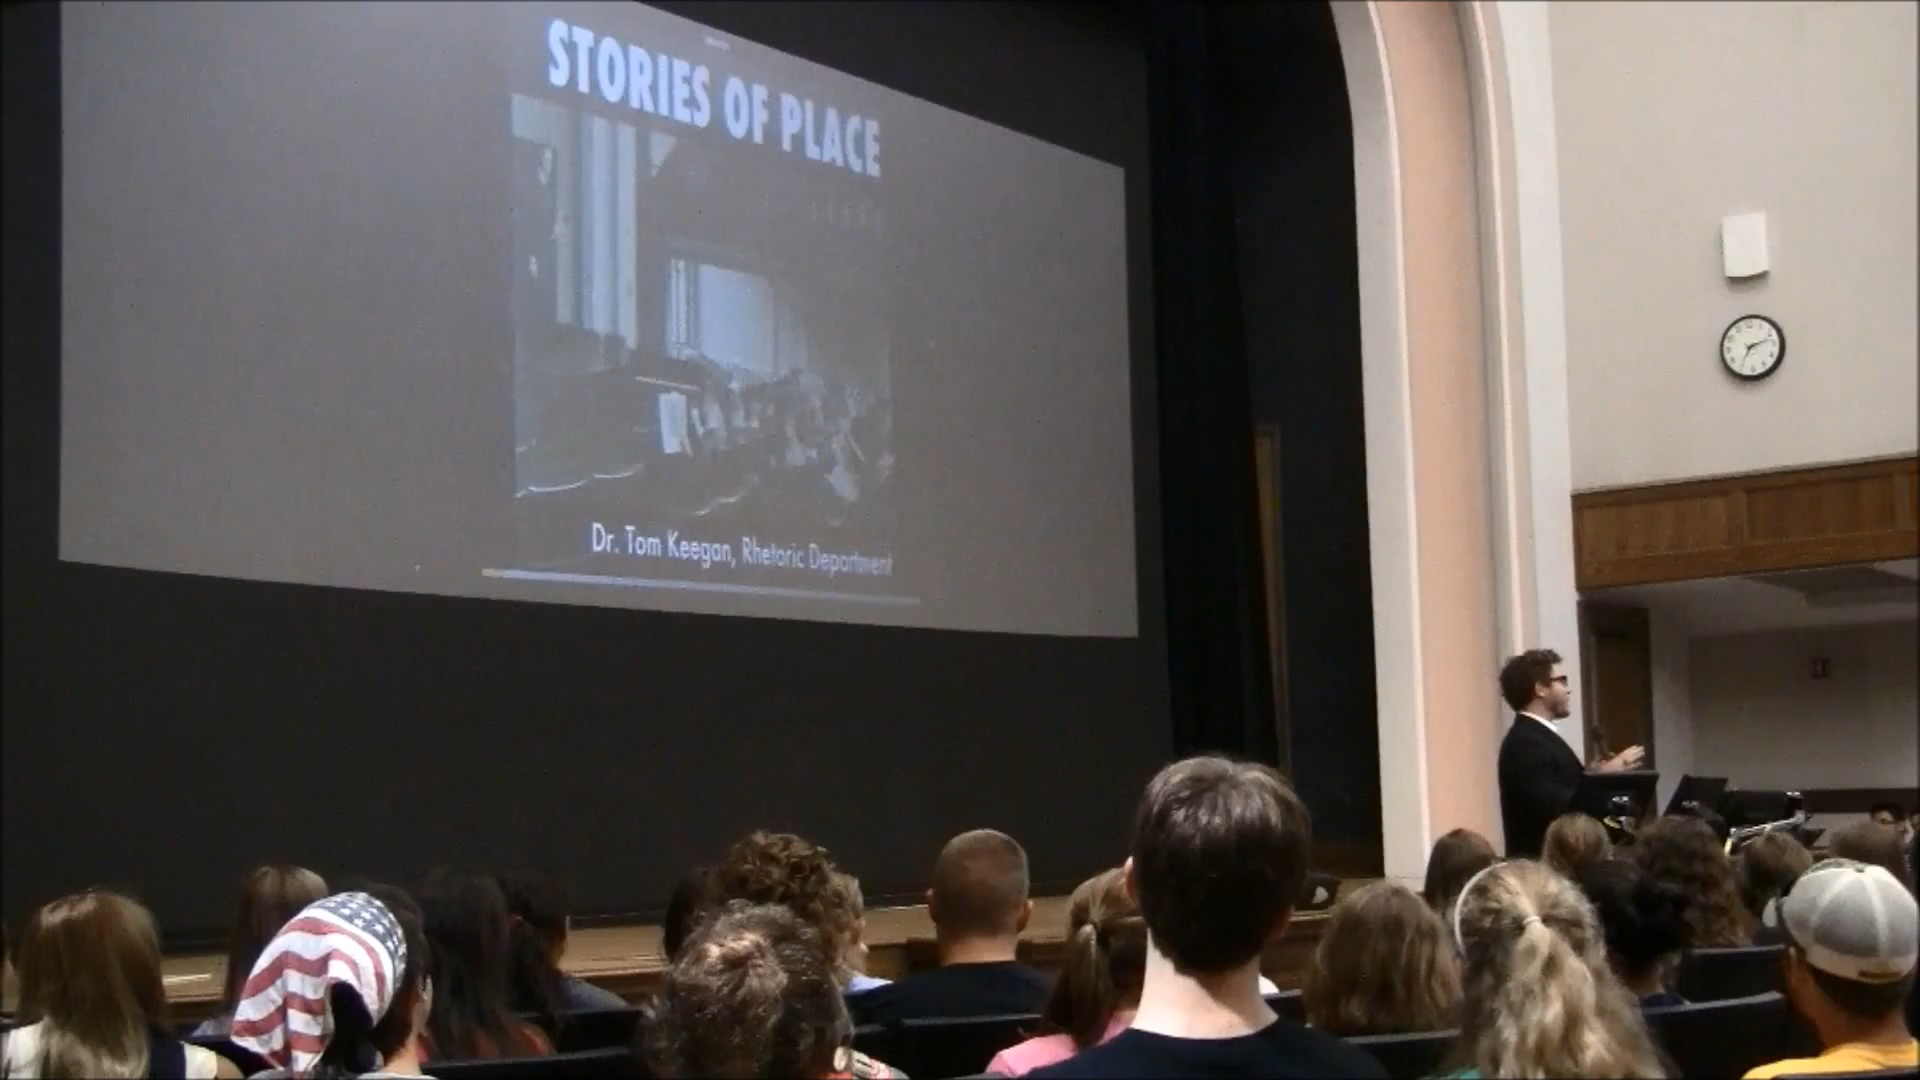 STORIES OF PLACE
Dr. Tom Keegan, Rhetoric Department